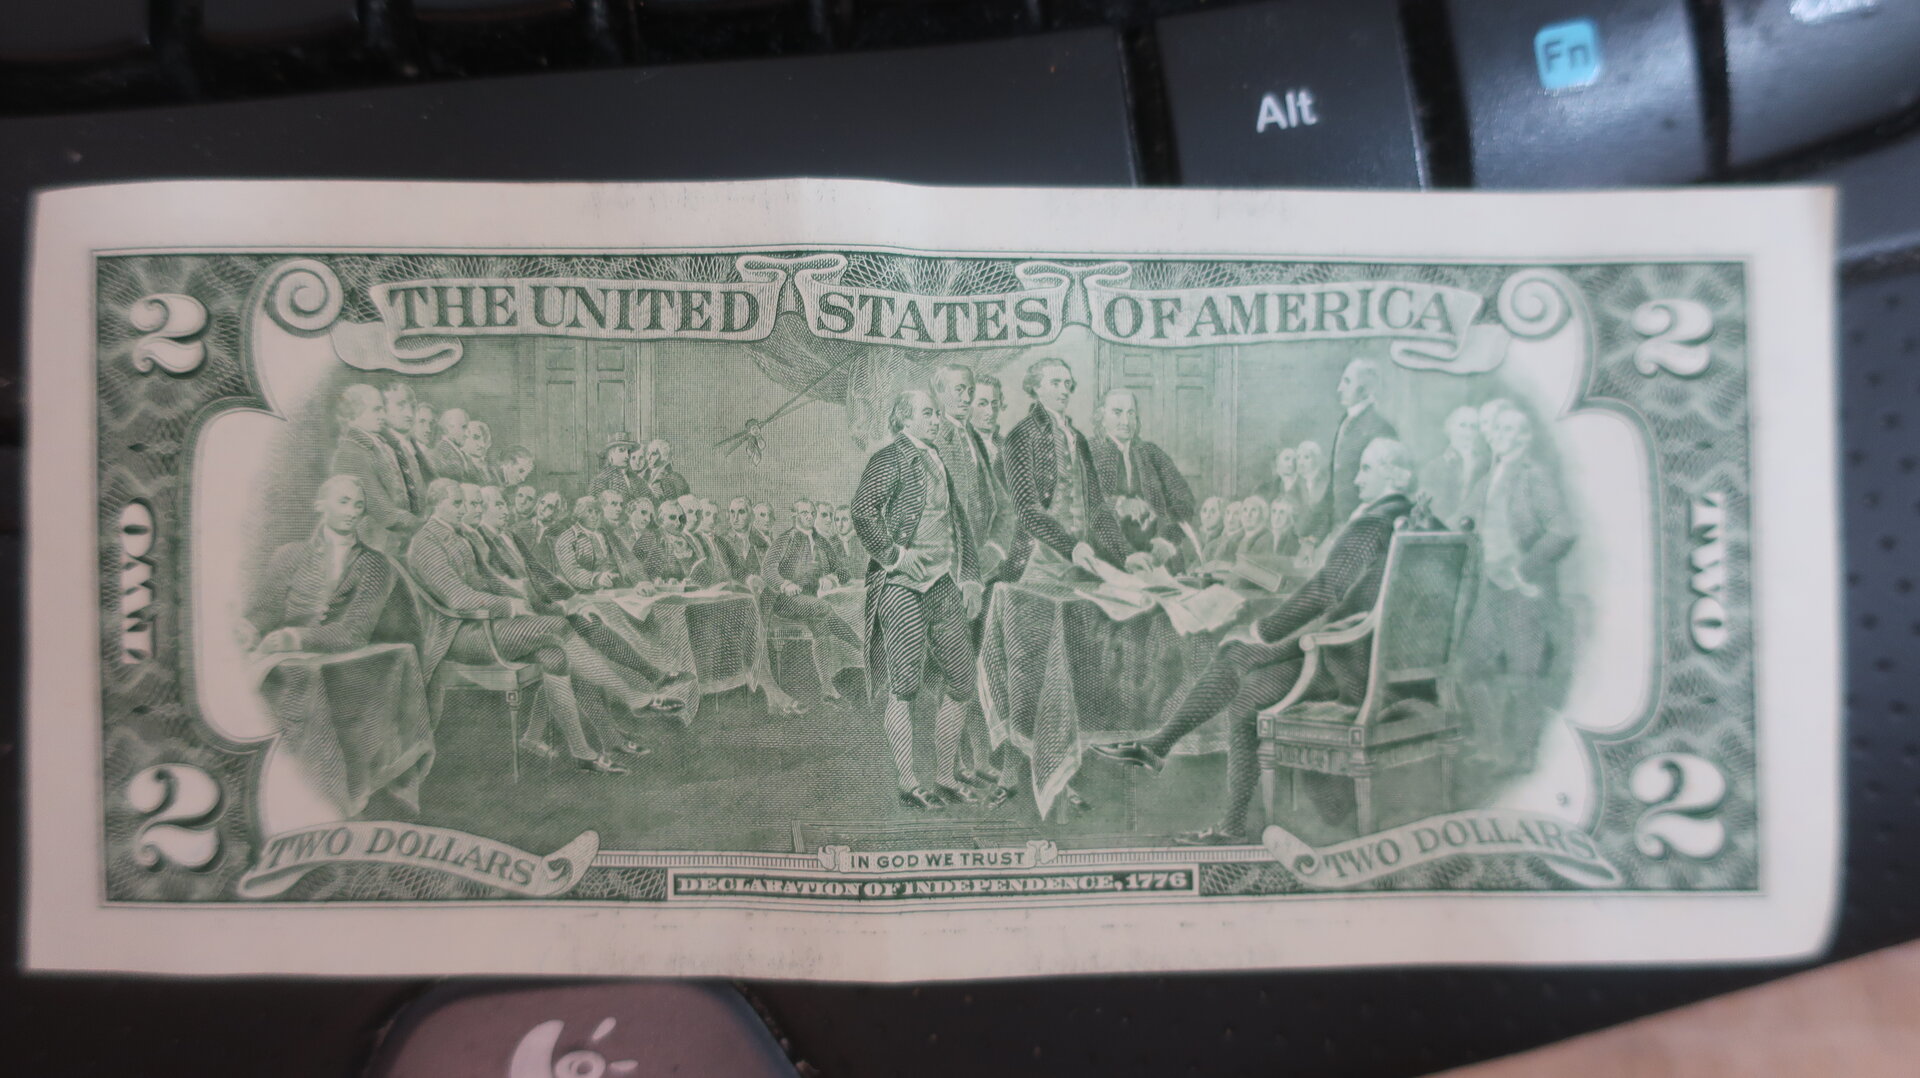 Fn
Alt
THE UNITED STATES OF AMERICA
2
2
TWO
TWO
2
2
9
TWO DOLLARS
TWO DOLLARS
IN GOD WE TRUST
DECLARATION OF INDEPENDENCE, 1776